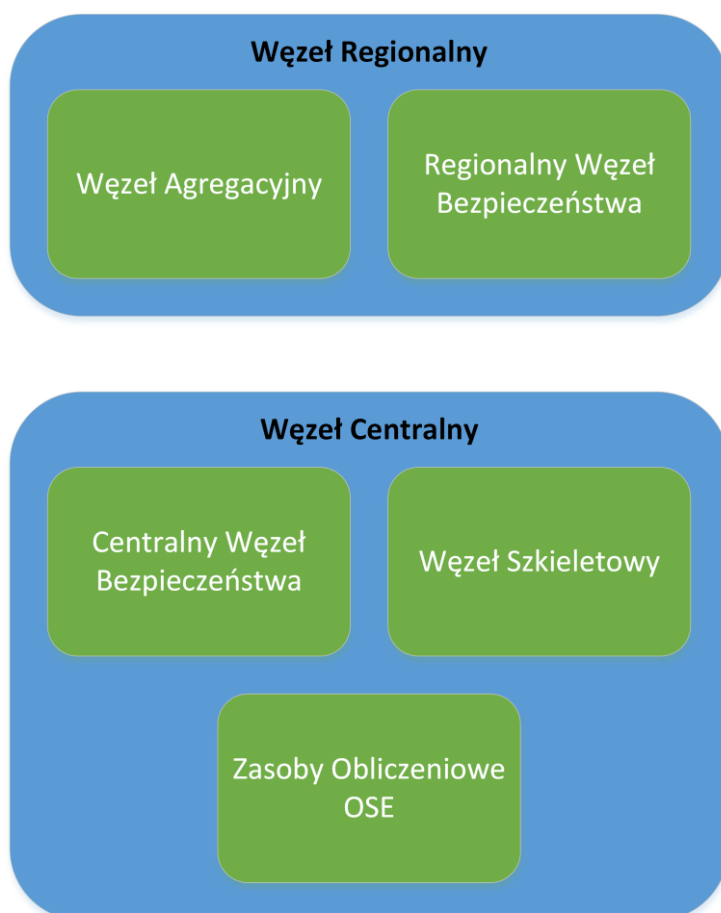 Węzeł Regionalny
Węzeł Agregacyjny
Regionalny Węzeł
Bezpieczeństwa
Węzeł Centralny
Centralny Węzeł
Bezpieczeństwa
Węzeł Szkieletowy
Zasoby Obliczeniowe
OSE